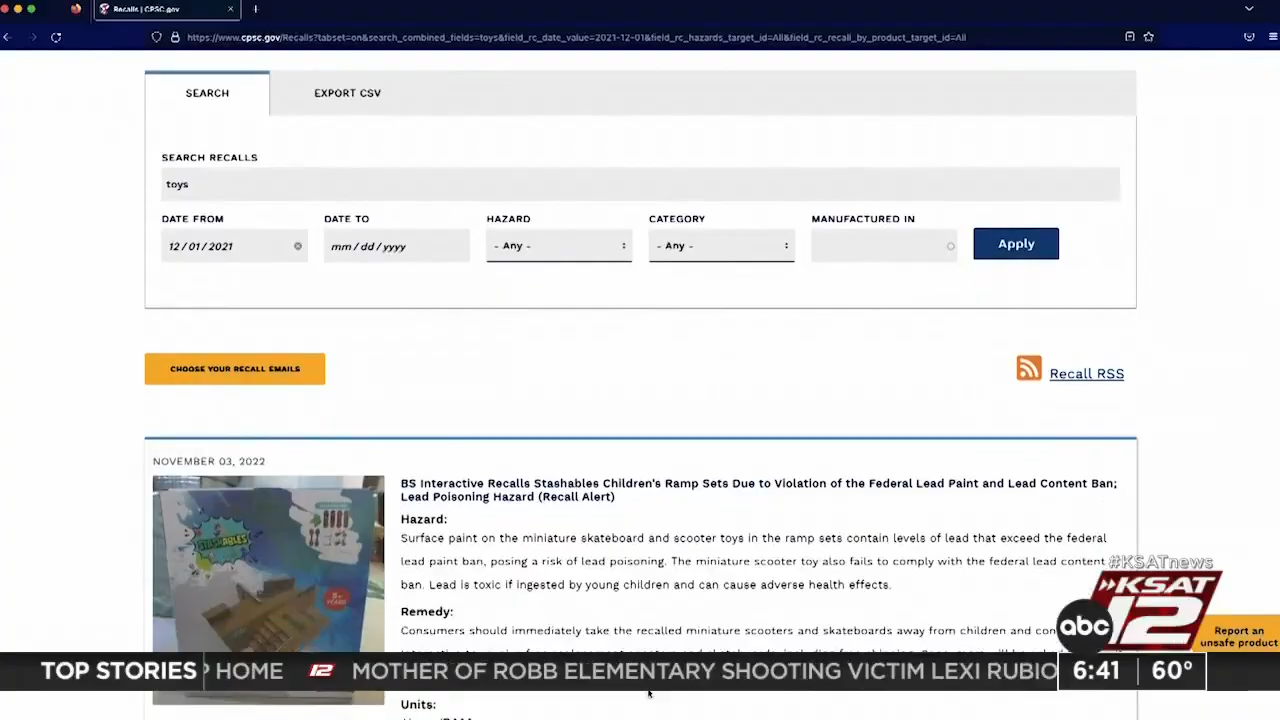 Recalls | CPSC.gov
https://www.cpsc.gov/Recalls?tabset=on&search_combined_fields=toys&field_rc_date_value=2021-12-01&field_rc_hazards_target_id=All&field_rc_recall_by_product_target_id=All
SEARCH
EXPORT CSV
SEARCH RECALLS
toys
DATE FROM
DATE TO
HAZARD
CATEGORY
MANUFACTURED IN
12 / 01 / 2021
mm / dd / yyyy
- Any -
- Any -
Apply
CHOOSE YOUR RECALL EMAILS
Recall RSS
NOVEMBER 03, 2022
STASHABLES
BS Interactive Recalls Stashables Children's Ramp Sets Due to Violation of the Federal Lead Paint and Lead Content Ban;
Lead Poisoning Hazard (Recall Alert)
Hazard:
Surface paint on the miniature skateboard and scooter toys in the ramp sets contain levels of lead that exceed the federal
lead paint ban, posing a risk of lead poisoning. The miniature scooter toy also fails to comply with the federal lead content
ban. Lead is toxic if ingested by young children and can cause adverse health effects.
Remedy:
Consumers should immediately take the recalled miniature scooters and skateboards away from children and con
#KSATnews
KSAT
12
abc
Report an
unsafe product
TOP STORIES
HOME
12
MOTHER OF ROBB ELEMENTARY SHOOTING VICTIM LEXI RUBIO
6:41
60°
Units: